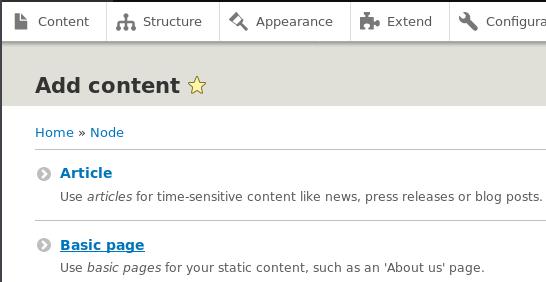 Content Structure Appearance Extend
Add content
Home » Node
Article
Use articles for time-sensitive content like news, press releases or blog posts.
Basic page
Use basic pages for your static content, such as an 'About us' page.